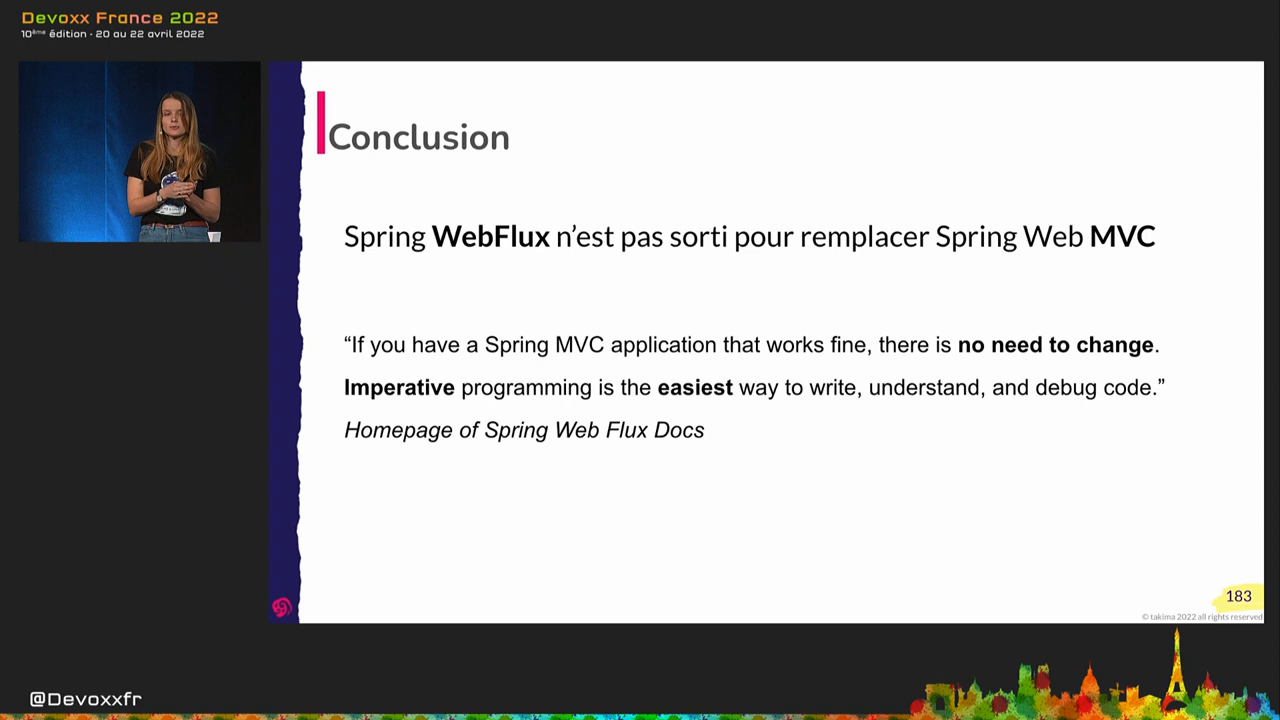 Devoxx France 2022
10ème édition - 20 au 22 avril 2022
Conclusion
Spring WebFlux n’est pas sorti pour remplacer Spring Web MVC
“If you have a Spring MVC application that works fine, there is no need to change.
Imperative programming is the easiest way to write, understand, and debug code.”
Homepage of Spring Web Flux Docs
183
© takima 2022 all rights reserved
@Devoxxfr